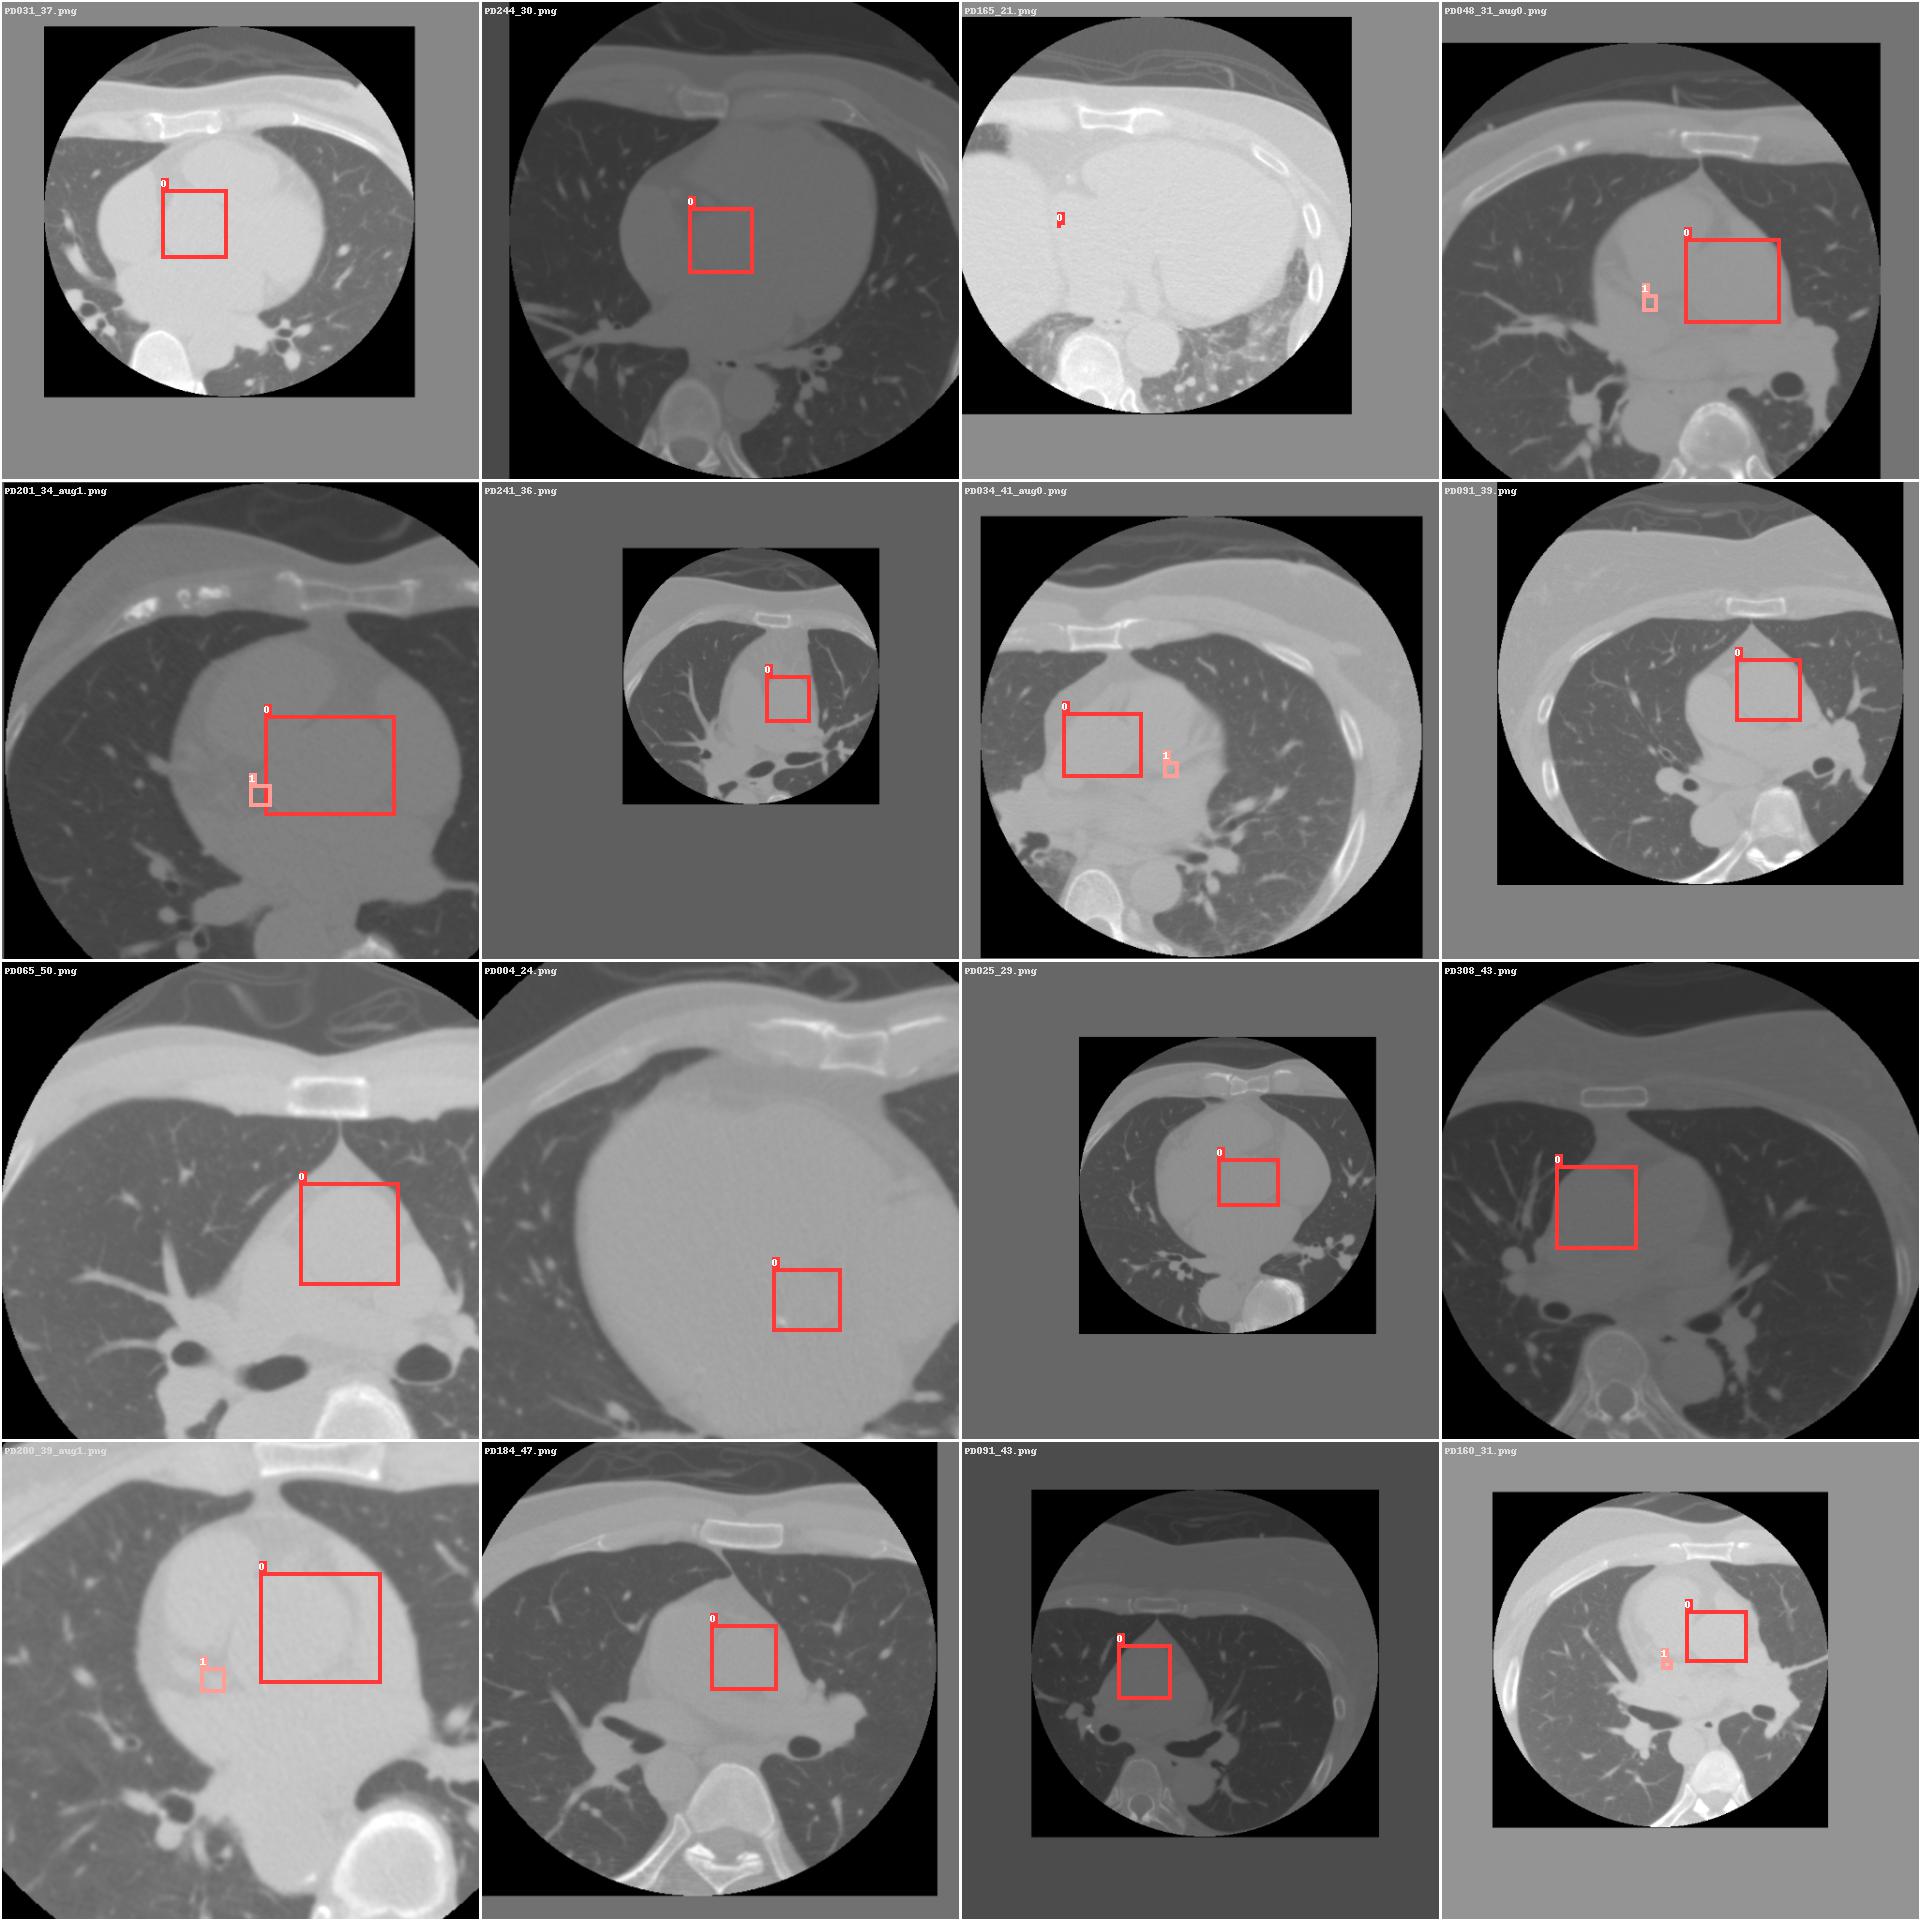 PD031_37.png
0
PD244_30.png
0
PD165_21.png
0
PD048_31_aug0.png
0
1
PD201_34_aug1.png
0
1
PD241_36.png
0
PD034_41_aug0.png
0
1
PD091_39.png
0
PD065_50.png
0
PD004_24.png
0
PD025_29.png
0
PD308_43.png
0
PD200_39_aug1.png
0
1
PD184_47.png
0
PD091_43.png
0
PD160_31.png
0
1